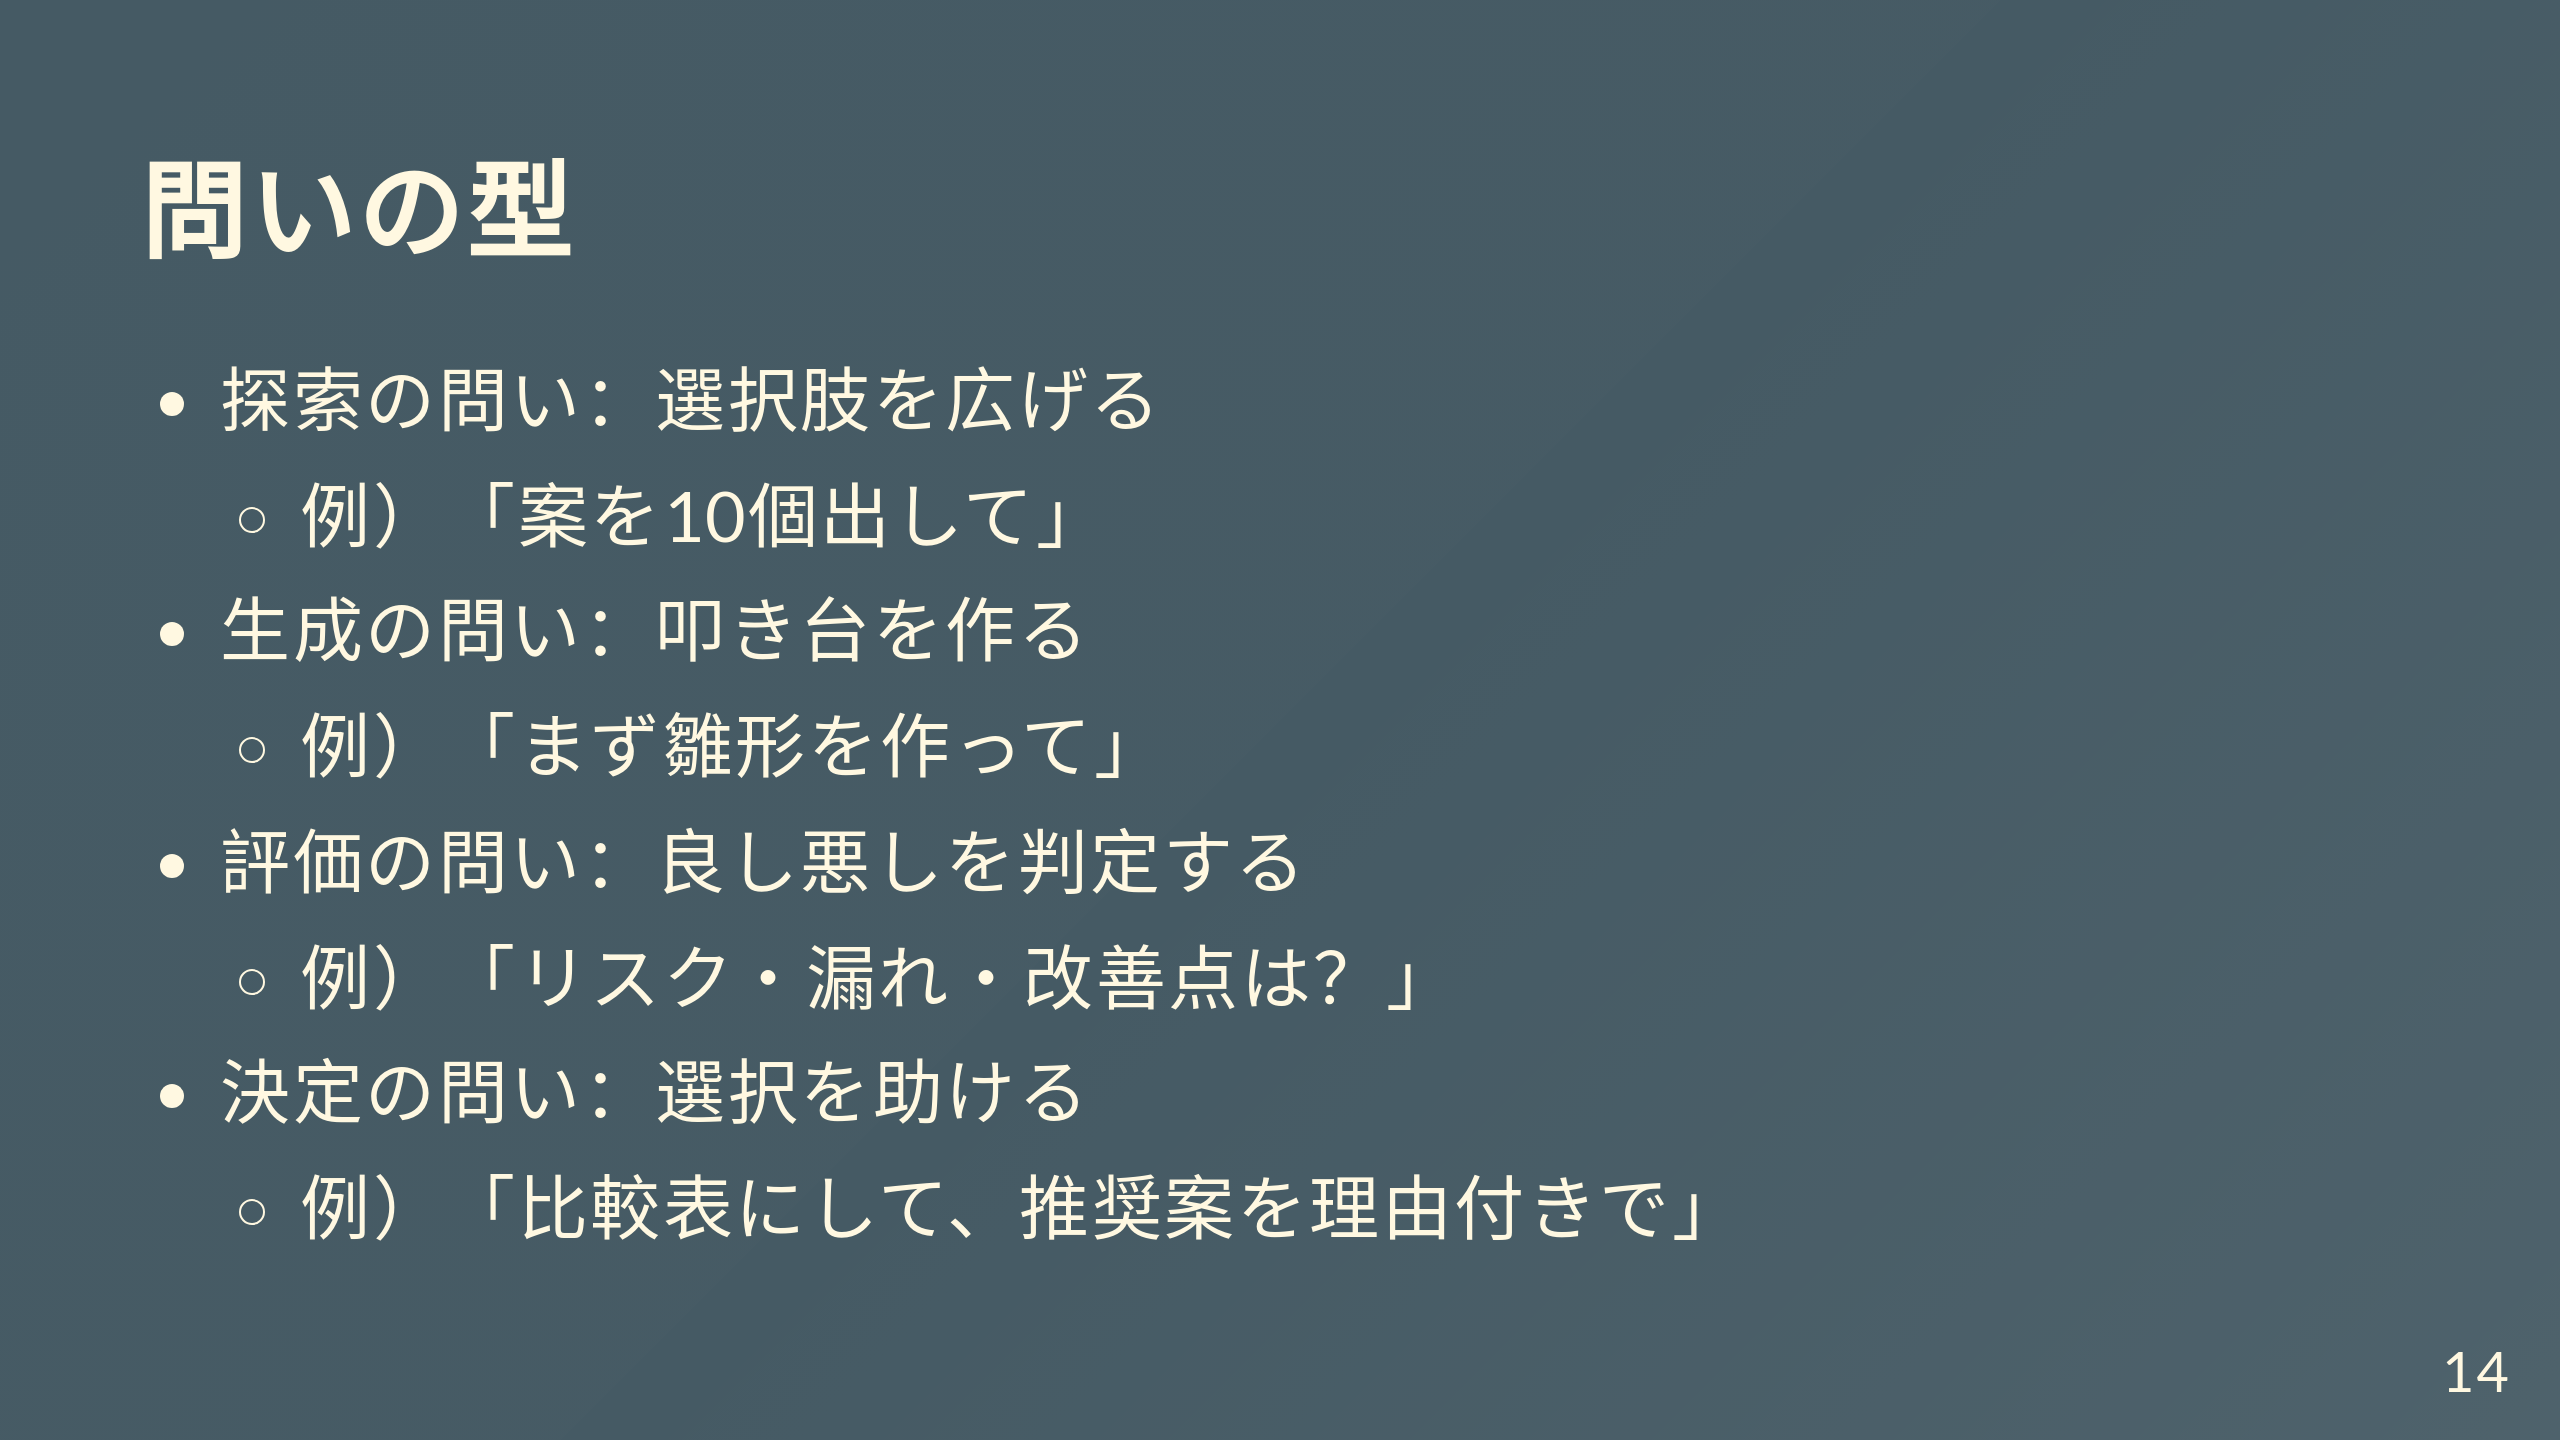 問いの型
• 探索の問い：選択肢を広げる
○ 例）「案を10個出して」
• 生成の問い：叩き台を作る
○ 例）「まず雛形を作って」
• 評価の問い：良し悪しを判定する
○ 例）「リスク・漏れ・改善点は？」
• 決定の問い：選択を助ける
○ 例）「比較表にして、推奨案を理由付きで」
14